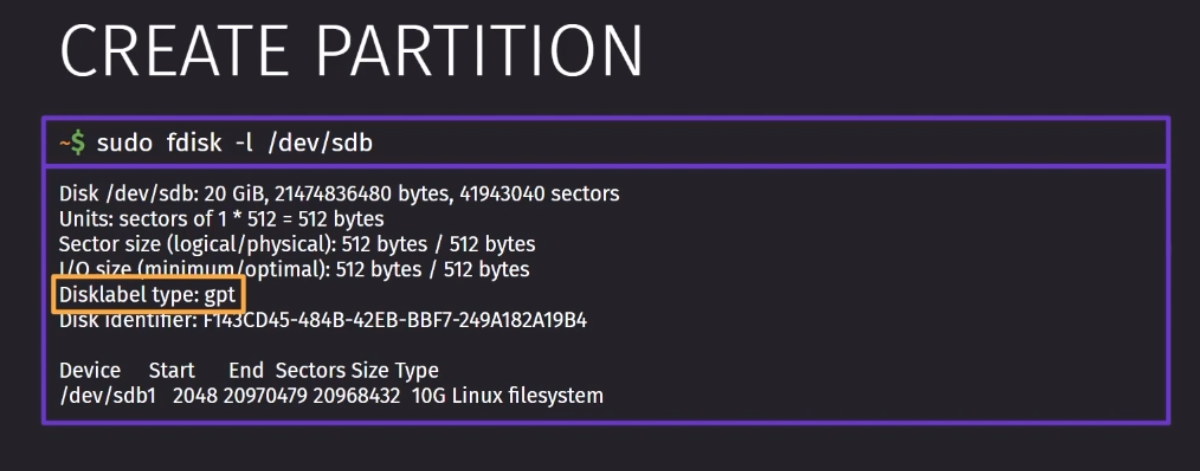 CREATE PARTITION
~$ sudo fdisk -l /dev/sdb
Disk /dev/sdb: 20 GiB, 21474836480 bytes, 41943040 sectors
Units: sectors of 1 * 512 = 512 bytes
Sector size (logical/physical): 512 bytes / 512 bytes
I/O size (minimum/optimal): 512 bytes / 512 bytes
Disklabel type: gpt
Disk identifier: F143CD45-484B-42EB-BBF7-249A182A19B4
Device Start End Sectors Size Type
/dev/sdb1 2048 20970479 20968432 10G Linux filesystem